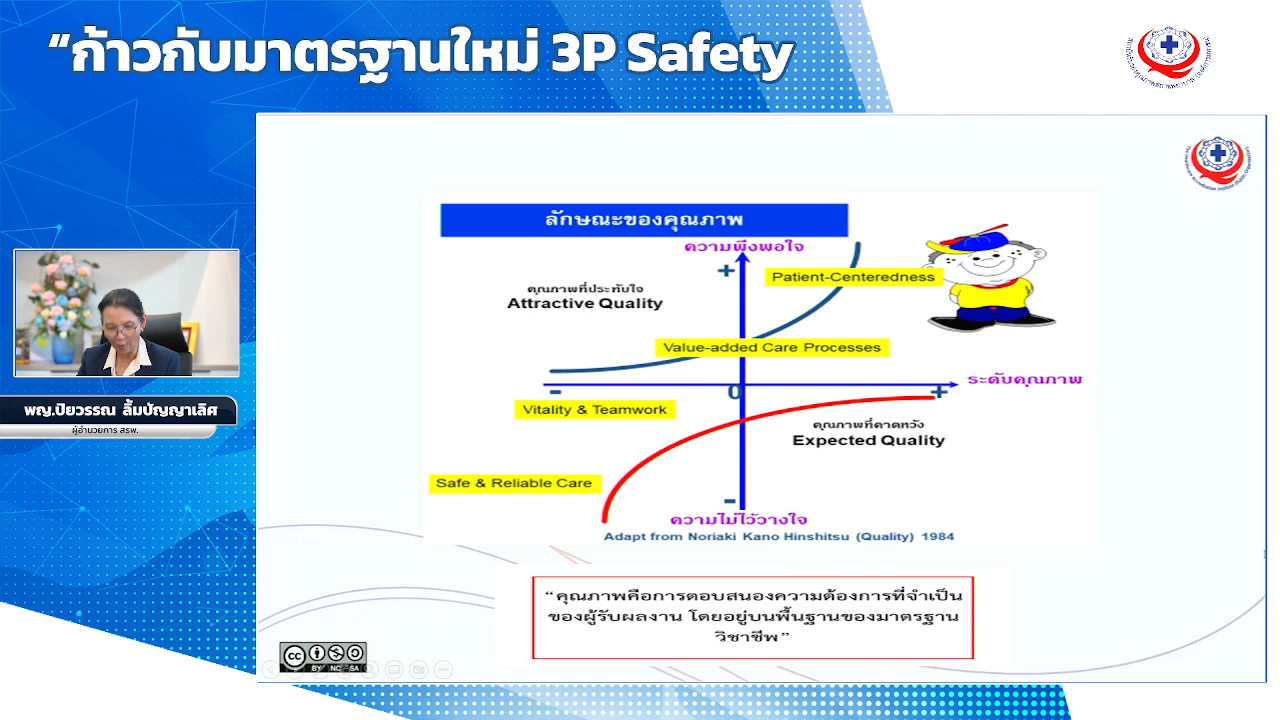 “ก้าวกับมาตรฐานใหม่ 3P Safety
ลักษณะของคุณภาพ
ความพึงพอใจ
+
Patient-Centeredness
คุณภาพที่ประทับใจ
Attractive Quality
Value-added Care Processes
ระดับคุณภาพ
-
0
+
Vitality & Teamwork
คุณภาพที่คาดหวัง
Expected Quality
Safe & Reliable Care
-
ความไม่ไว้วางใจ
Adapt from Noriaki Kano Hinshitsu (Quality) 1984
“คุณภาพคือการตอบสนองความต้องการที่จำเป็น
ของผู้รับผลงาน โดยอยู่บนพื้นฐานของมาตรฐาน
วิชาชีพ”
พญ.ปิยวรรณ ลิ้มปัญญาเลิศ
ผู้อำนวยการ สรพ.
CC BY NC SA